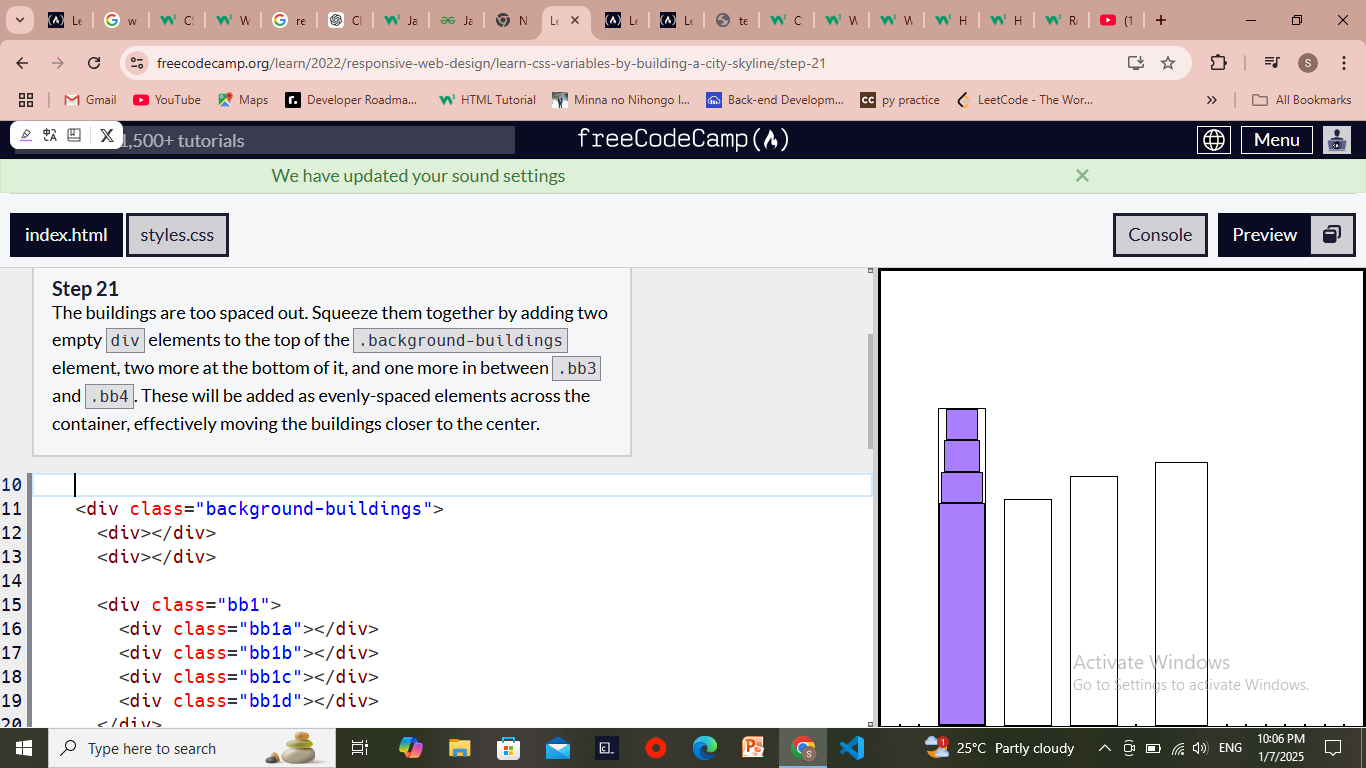 Le
w
CS
W
re
Cl
Ja
Ja
N
Le
Le
Le
te
C
W
W
H
H
Re
(1
freecodecamp.org/learn/2022/responsive-web-design/learn-css-variables-by-building-a-city-skyline/step-21
S
Gmail
YouTube
Maps
Developer Roadma...
HTML Tutorial
Minna no Nihongo I...
Back-end Developm...
py practice
LeetCode - The Wor...
All Bookmarks
1,500+ tutorials
freeCodeCamp
Menu
We have updated your sound settings
index.html
styles.css
Console
Preview
Step 21
The buildings are too spaced out. Squeeze them together by adding two
empty div elements to the top of the .background-buildings
element, two more at the bottom of it, and one more in between .bb3
and .bb4. These will be added as evenly-spaced elements across the
container, effectively moving the buildings closer to the center.
10
11 <div class="background-buildings">
12 <div></div>
13 <div></div>
14
15 <div class="bb1">
16 <div class="bb1a"></div>
17 <div class="bb1b"></div>
18 <div class="bb1c"></div>
19 <div class="bb1d"></div>
20 </div>
Activate Windows
Go to Settings to activate Windows.
Type here to search
1
25°C Partly cloudy
ENG
10:06 PM
1/7/2025